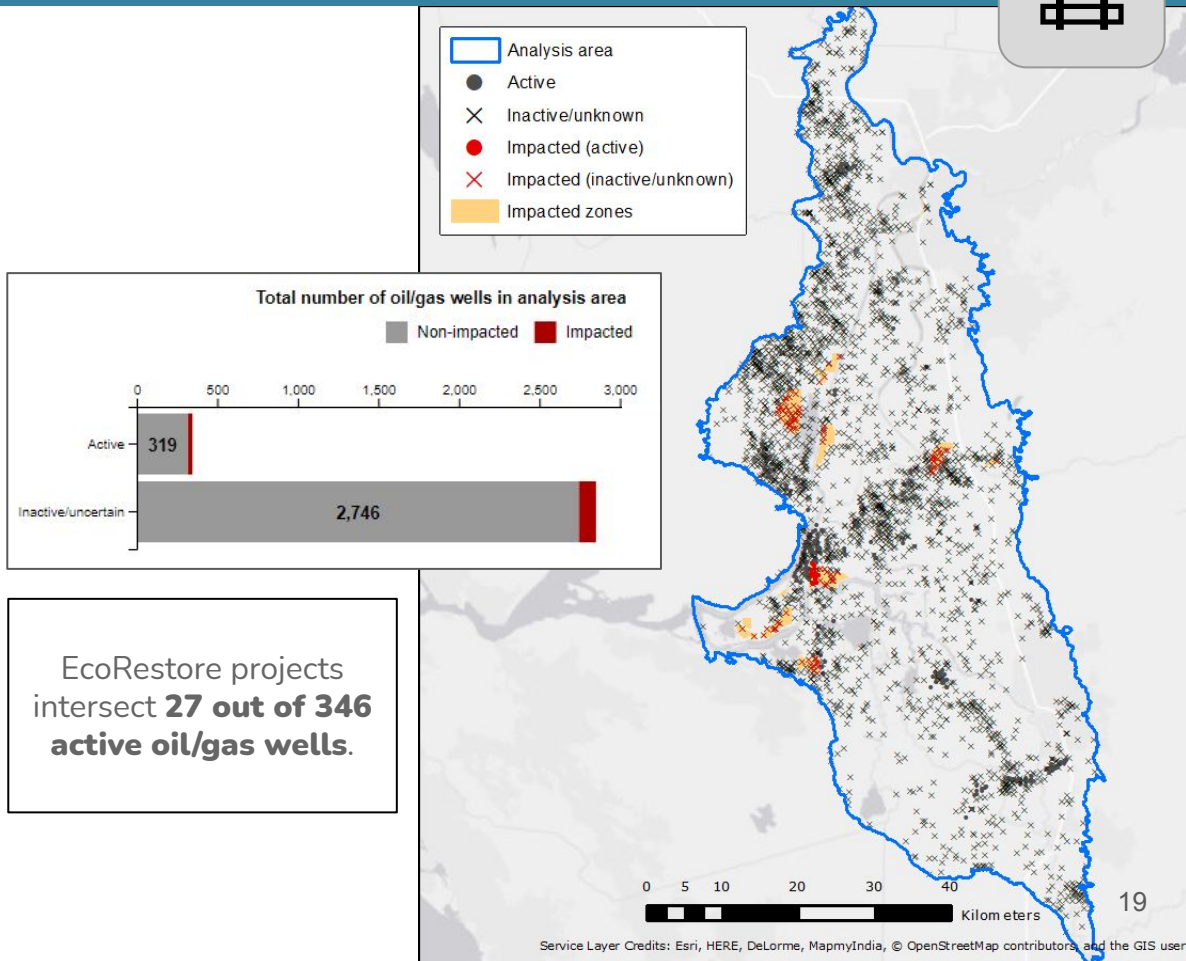 Analysis area
Active
Inactive/unknown
Impacted (active)
Impacted (inactive/unknown)
Impacted zones
Total number of oil/gas wells in analysis area
Non-impacted
Impacted
0 500 1,000 1,500 2,000 2,500 3,000
Active
319
Inactive/uncertain
2,746
EcoRestore projects
intersect 27 out of 346
active oil/gas wells.
0 5 10 20 30 40
Kilometers
19
Service Layer Credits: Esri, HERE, DeLorme, MapmyIndia, © OpenStreetMap contributors, and the GIS user